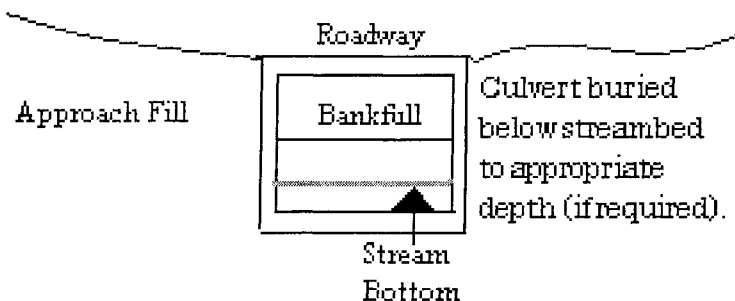 Roadway
Approach Fill
Bankfull
Culvert buried
below streambed
to appropriate
depth (if required).
Stream
Bottom